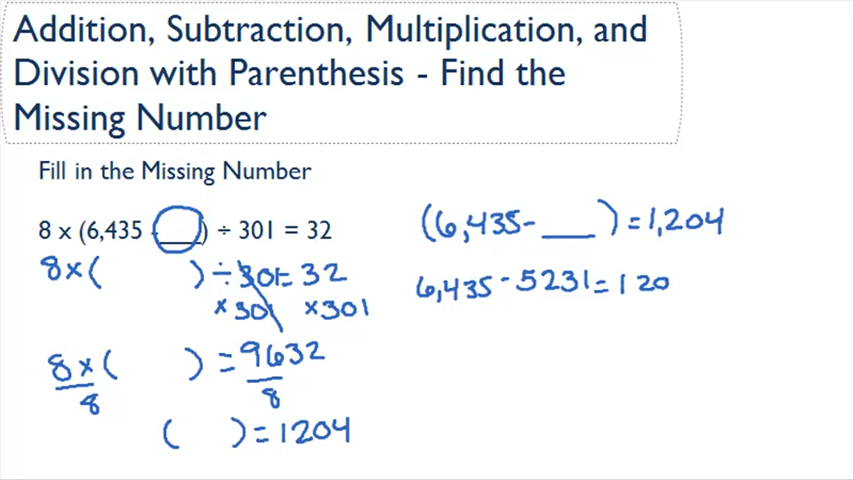 Addition, Subtraction, Multiplication, and
Division with Parenthesis - Find the
Missing Number
Fill in the Missing Number
8 x (6,435 - ___) ÷ 301 = 32
8 x ( ) ÷ 301 = 32
x 301 x 301
8 x ( ) = 9632
8 8
( ) = 1204
(6,435 - ___ ) = 1,204
6,435 - 5231 = 120